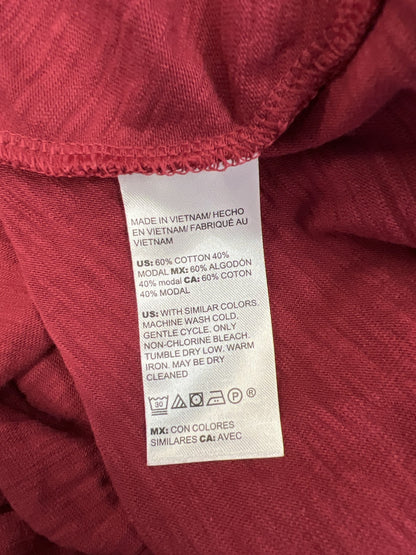 MADE IN VIETNAM/ HECHO
EN VIETNAM/ FABRIQUÉ AU
VIETNAM
US: 60% COTTON 40%
MODAL MX: 60% ALGODÓN
40% modal CA: 60% COTON
40% MODAL
US: WITH SIMILAR COLORS.
MACHINE WASH COLD,
GENTLE CYCLE. ONLY
NON-CHLORINE BLEACH.
TUMBLE DRY LOW. WARM
IRON. MAY BE DRY
CLEANED
30 P ®
MX: CON COLORES
SIMILARES CA: AVEC